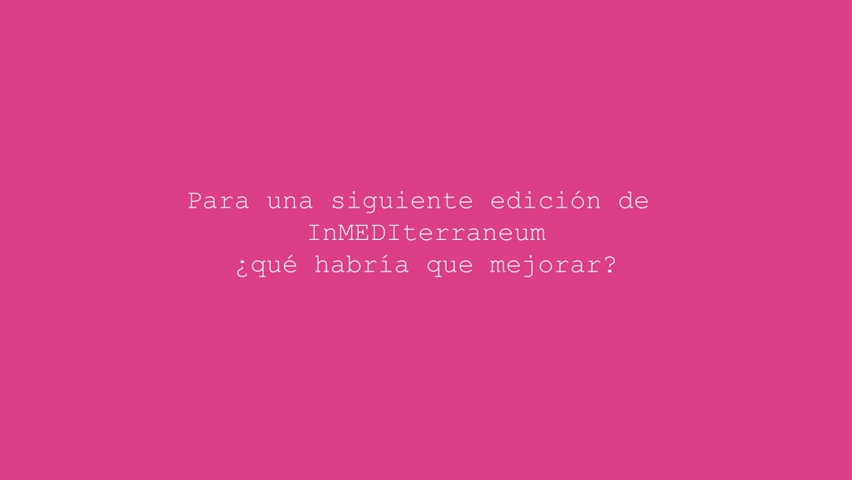 Para una siguiente edición de
InMEDIterraneum
¿qué habría que mejorar?